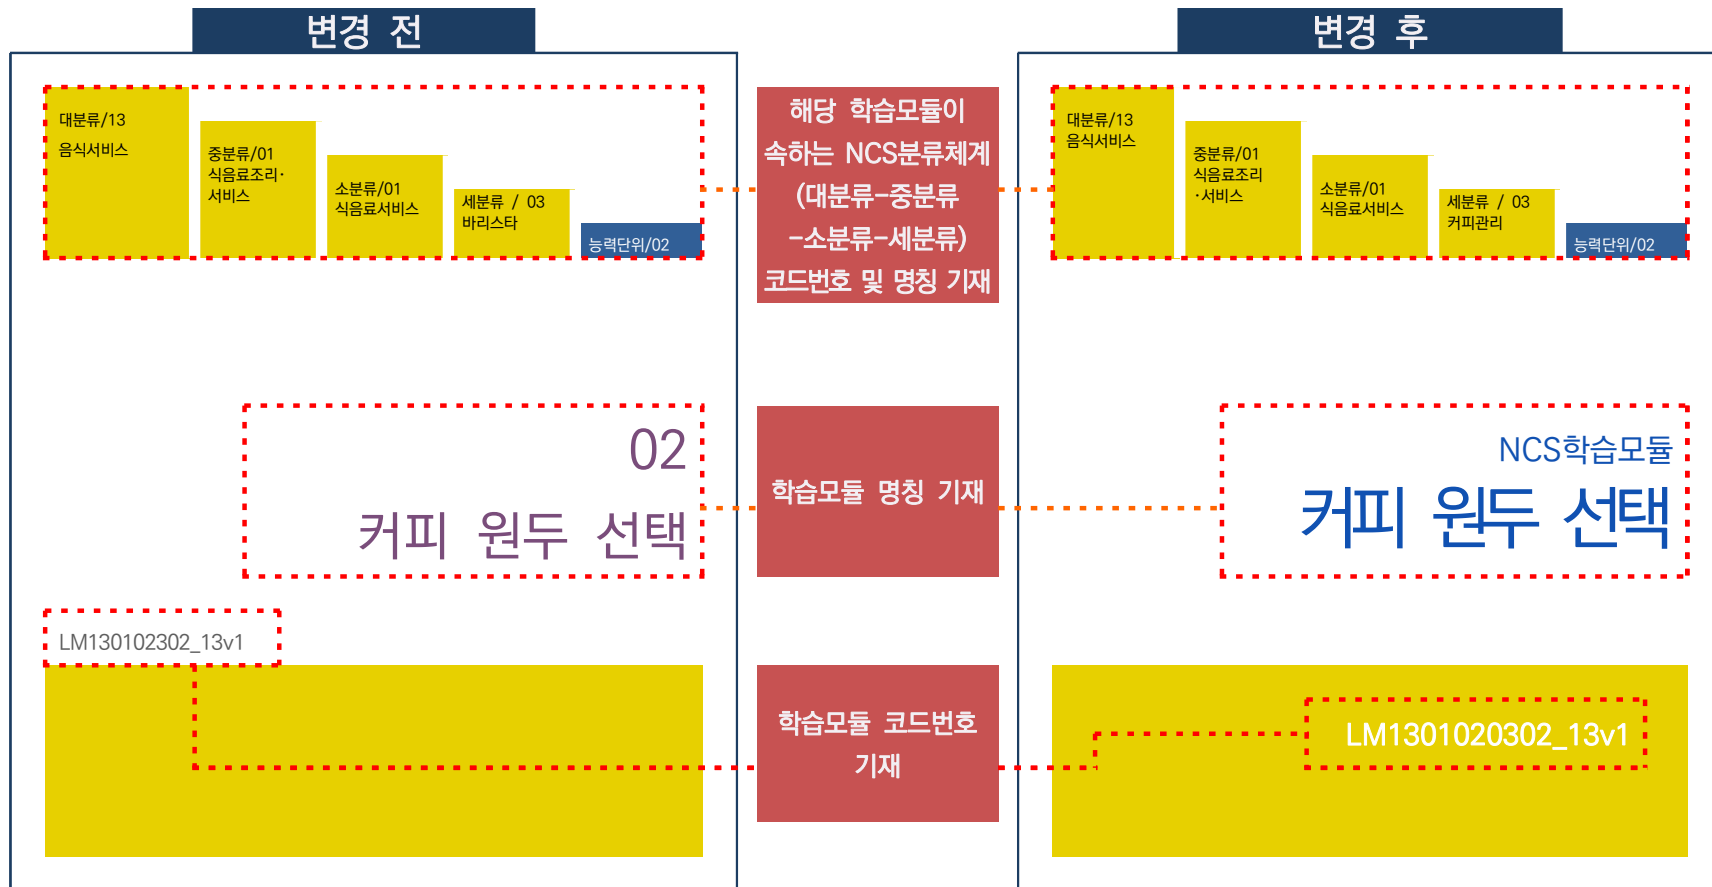 변경 전
대분류/13
음식서비스
중분류/01
식음료조리·
서비스
소분류/01
식음료서비스
세분류 / 03
바리스타
능력단위/02
02
커피 원두 선택
LM130102302_13v1
해당 학습모듈이
속하는 NCS분류체계
(대분류-중분류
-소분류-세분류)
코드번호 및 명칭 기재
학습모듈 명칭 기재
학습모듈 코드번호
기재
변경 후
대분류/13
음식서비스
중분류/01
식음료조리
·서비스
소분류/01
식음료서비스
세분류 / 03
커피관리
능력단위/02
NCS학습모듈
커피 원두 선택
LM1301020302_13v1